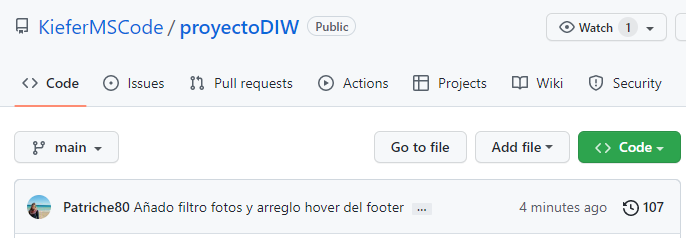 KieferMSCode / proyectoDIW Public Watch 1
Code Issues Pull requests Actions Projects Wiki Security
main Go to file Add file Code
Patriche80 Añado filtro fotos y arreglo hover del footer ... 4 minutes ago 107